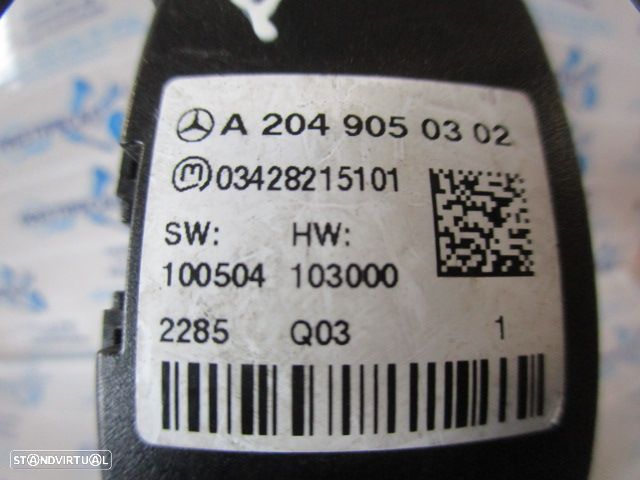 A 204 905 03 02
03428215101
SW: HW:
100504 103000
2285 Q03 1
STANDVIRTUAL